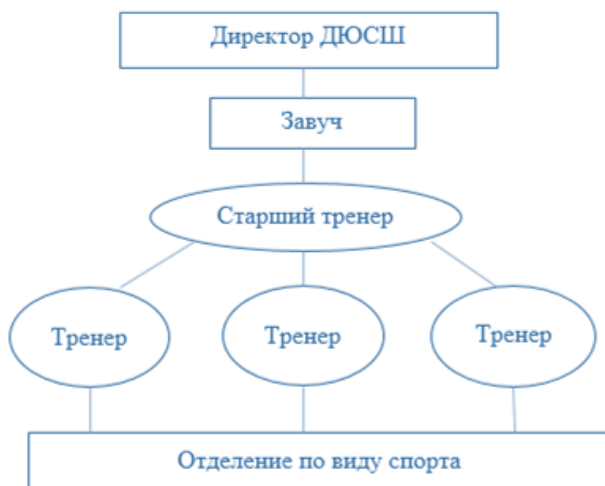 Директор ДЮСШ
Завуч
Старший тренер
Тренер
Тренер
Тренер
Отделение по виду спорта